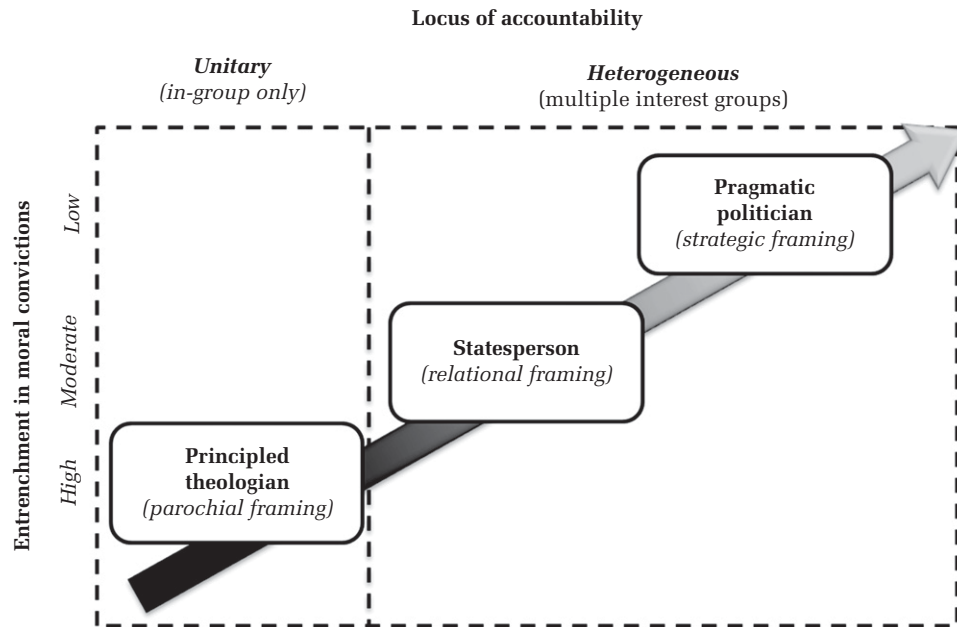 Locus of accountability
Unitary
(in-group only)
Heterogeneous
(multiple interest groups)
Entrenchment in moral convictions
Low
Moderate
High
Pragmatic
politician
(strategic framing)
Statesperson
(relational framing)
Principled
theologian
(parochial framing)